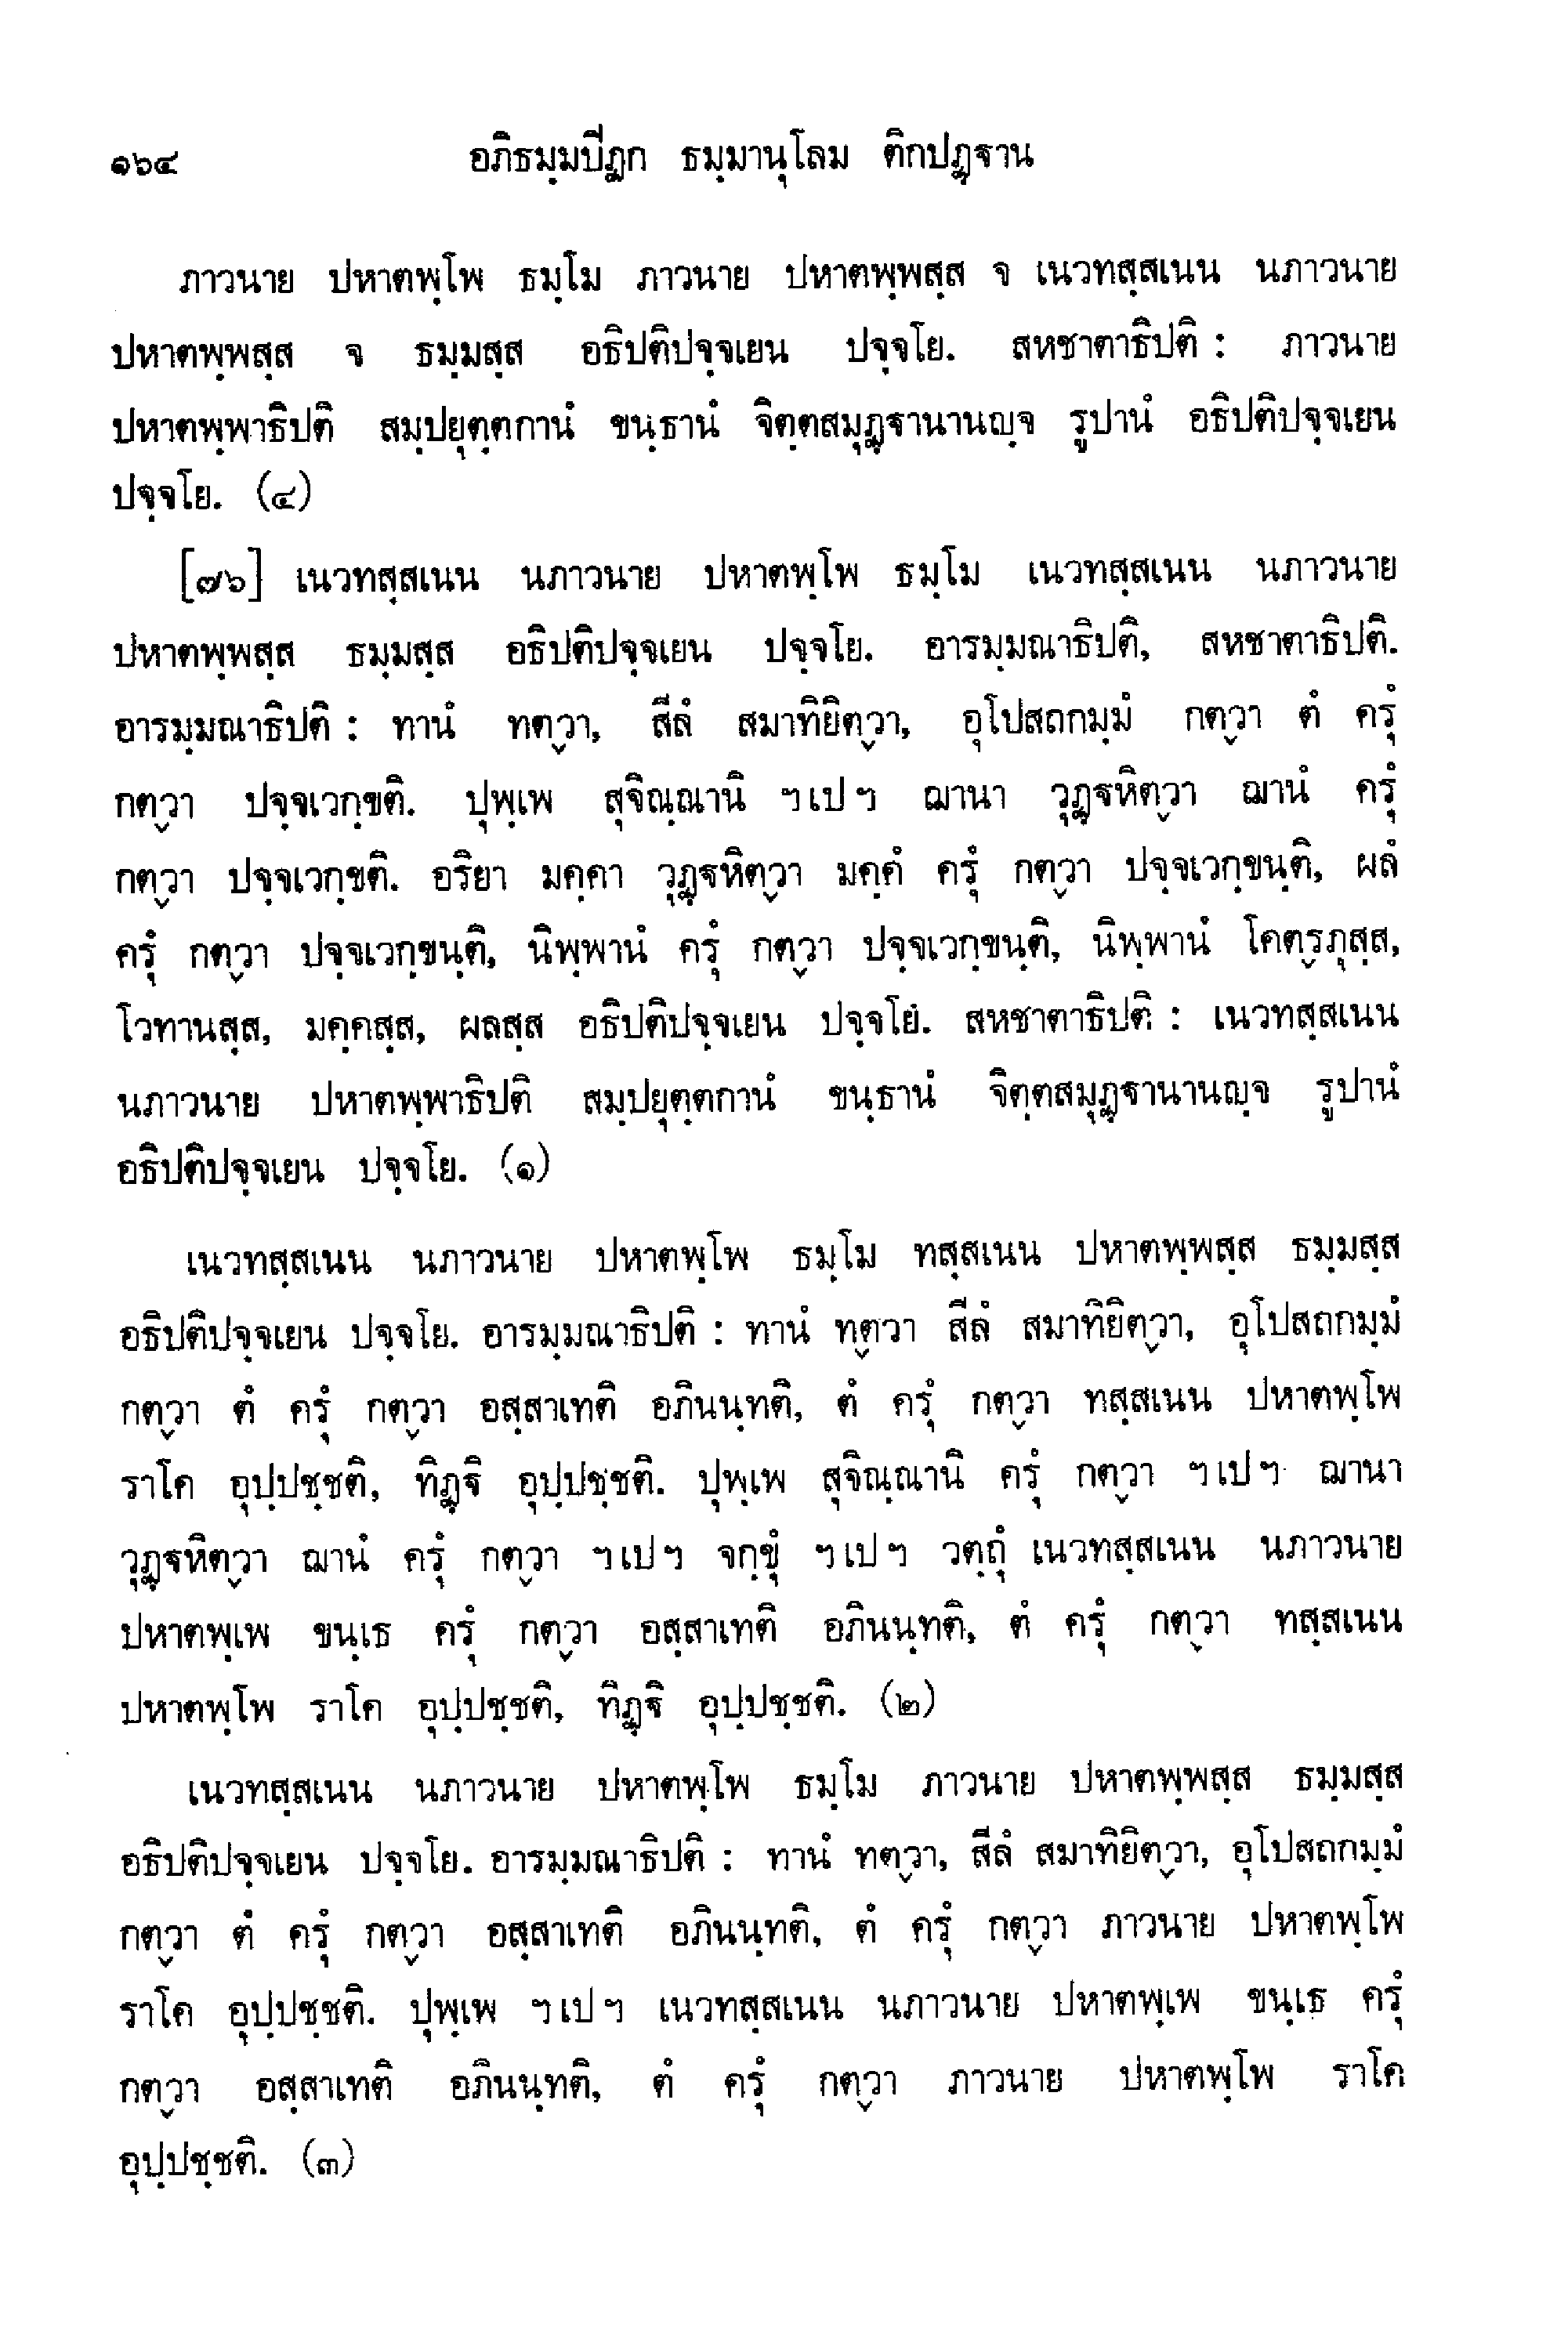 ๑๖๔ อภิธมฺมปิฏก ธมฺมานุโลม ติกปฏฺฐาน
ภาวนาย ปหาตพฺโพ ธมฺโม ภาวนาย ปหาตพฺพสฺส จ เนวทสฺสเนน นภาวนาย
ปหาตพฺพสฺส จ ธมฺมสฺส อธิปติปจฺจเยน ปจฺจโย. สหชาตาธิปติ : ภาวนาย
ปหาตพฺพาธิปติ สมฺปยุตฺตกานํ ขนฺธานํ จิตฺตสมุฏฺฐานานญฺจ รูปานํ อธิปติปจฺจเยน
ปจฺจโย. (๔)
[๗๖] เนวทสฺสเนน นภาวนาย ปหาตพฺโพ ธมฺโม เนวทสฺสเนน นภาวนาย
ปหาตพฺพสฺส ธมฺมสฺส อธิปติปจฺจเยน ปจฺจโย. อารมฺมณาธิปติ, สหชาตาธิปติ.
อารมฺมณาธิปติ : ทานํ ทตฺวา, สีลํ สมาทิยิตฺวา, อุโปสถกมฺมํ กตฺวา ตํ ครุํ
กตฺวา ปจฺจเวกฺขติ. ปุพฺเพ สุจิณฺณานิ ฯเปฯ ฌานา วุฏฺฐหิตฺวา ฌานํ ครุํ
กตฺวา ปจฺจเวกฺขติ. อริยา มคฺคา วุฏฺฐหิตฺวา มคฺคํ ครุํ กตฺวา ปจฺจเวกฺขนฺติ, ผลํ
ครุํ กตฺวา ปจฺจเวกฺขนฺติ, นิพฺพานํ ครุํ กตฺวา ปจฺจเวกฺขนฺติ, นิพฺพานํ โคตฺรภุสฺส,
โวทานสฺส, มคฺคสฺส, ผลสฺส อธิปติปจฺจเยน ปจฺจโย. สหชาตาธิปติ : เนวทสฺสเนน
นภาวนาย ปหาตพฺพาธิปติ สมฺปยุตฺตกานํ ขนฺธานํ จิตฺตสมุฏฺฐานานญฺจ รูปานํ
อธิปติปจฺจเยน ปจฺจโย. (๑)
เนวทสฺสเนน นภาวนาย ปหาตพฺโพ ธมฺโม ทสฺสเนน ปหาตพฺพสฺส ธมฺมสฺส
อธิปติปจฺจเยน ปจฺจโย. อารมฺมณาธิปติ : ทานํ ทตฺวา สีลํ สมาทิยิตฺวา, อุโปสถกมฺมํ
กตฺวา ตํ ครุํ กตฺวา อสฺสาเทติ อภินนฺทติ, ตํ ครุํ กตฺวา ทสฺสเนน ปหาตพฺโพ
ราโค อุปฺปชฺชติ, ทิฏฺฐิ อุปฺปชฺชติ. ปุพฺเพ สุจิณฺณานิ ครุํ กตฺวา ฯเปฯ ฌานา
วุฏฺฐหิตฺวา ฌานํ ครุํ กตฺวา ฯเปฯ จกฺขุํ ฯเปฯ วตฺถุํ เนวทสฺสเนน นภาวนาย
ปหาตพฺเพ ขนฺเธ ครุํ กตฺวา อสฺสาเทติ อภินนฺทติ, ตํ ครุํ กตฺวา ทสฺสเนน
ปหาตพฺโพ ราโค อุปฺปชฺชติ, ทิฏฺฐิ อุปฺปชฺชติ. (๒)
เนวทสฺสเนน นภาวนาย ปหาตพฺโพ ธมฺโม ภาวนาย ปหาตพฺพสฺส ธมฺมสฺส
อธิปติปจฺจเยน ปจฺจโย. อารมฺมณาธิปติ : ทานํ ทตฺวา, สีลํ สมาทิยิตฺวา, อุโปสถกมฺมํ
กตฺวา ตํ ครุํ กตฺวา อสฺสาเทติ อภินนฺทติ, ตํ ครุํ กตฺวา ภาวนาย ปหาตพฺโพ
ราโค อุปฺปชฺชติ. ปุพฺเพ ฯเปฯ เนวทสฺสเนน นภาวนาย ปหาตพฺเพ ขนฺเธ ครุํ
กตฺวา อสฺสาเทติ อภินนฺทติ, ตํ ครุํ กตฺวา ภาวนาย ปหาตพฺโพ ราโค
อุปฺปชฺชติ. (๓)